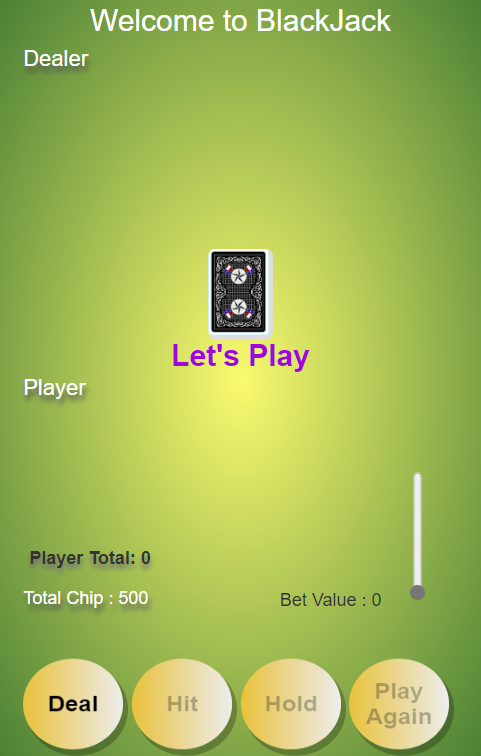 Welcome to BlackJack
Dealer
Let's Play
Player
Player Total: 0
Total Chip : 500
Bet Value : 0
Deal
Hit
Hold
Play
Again